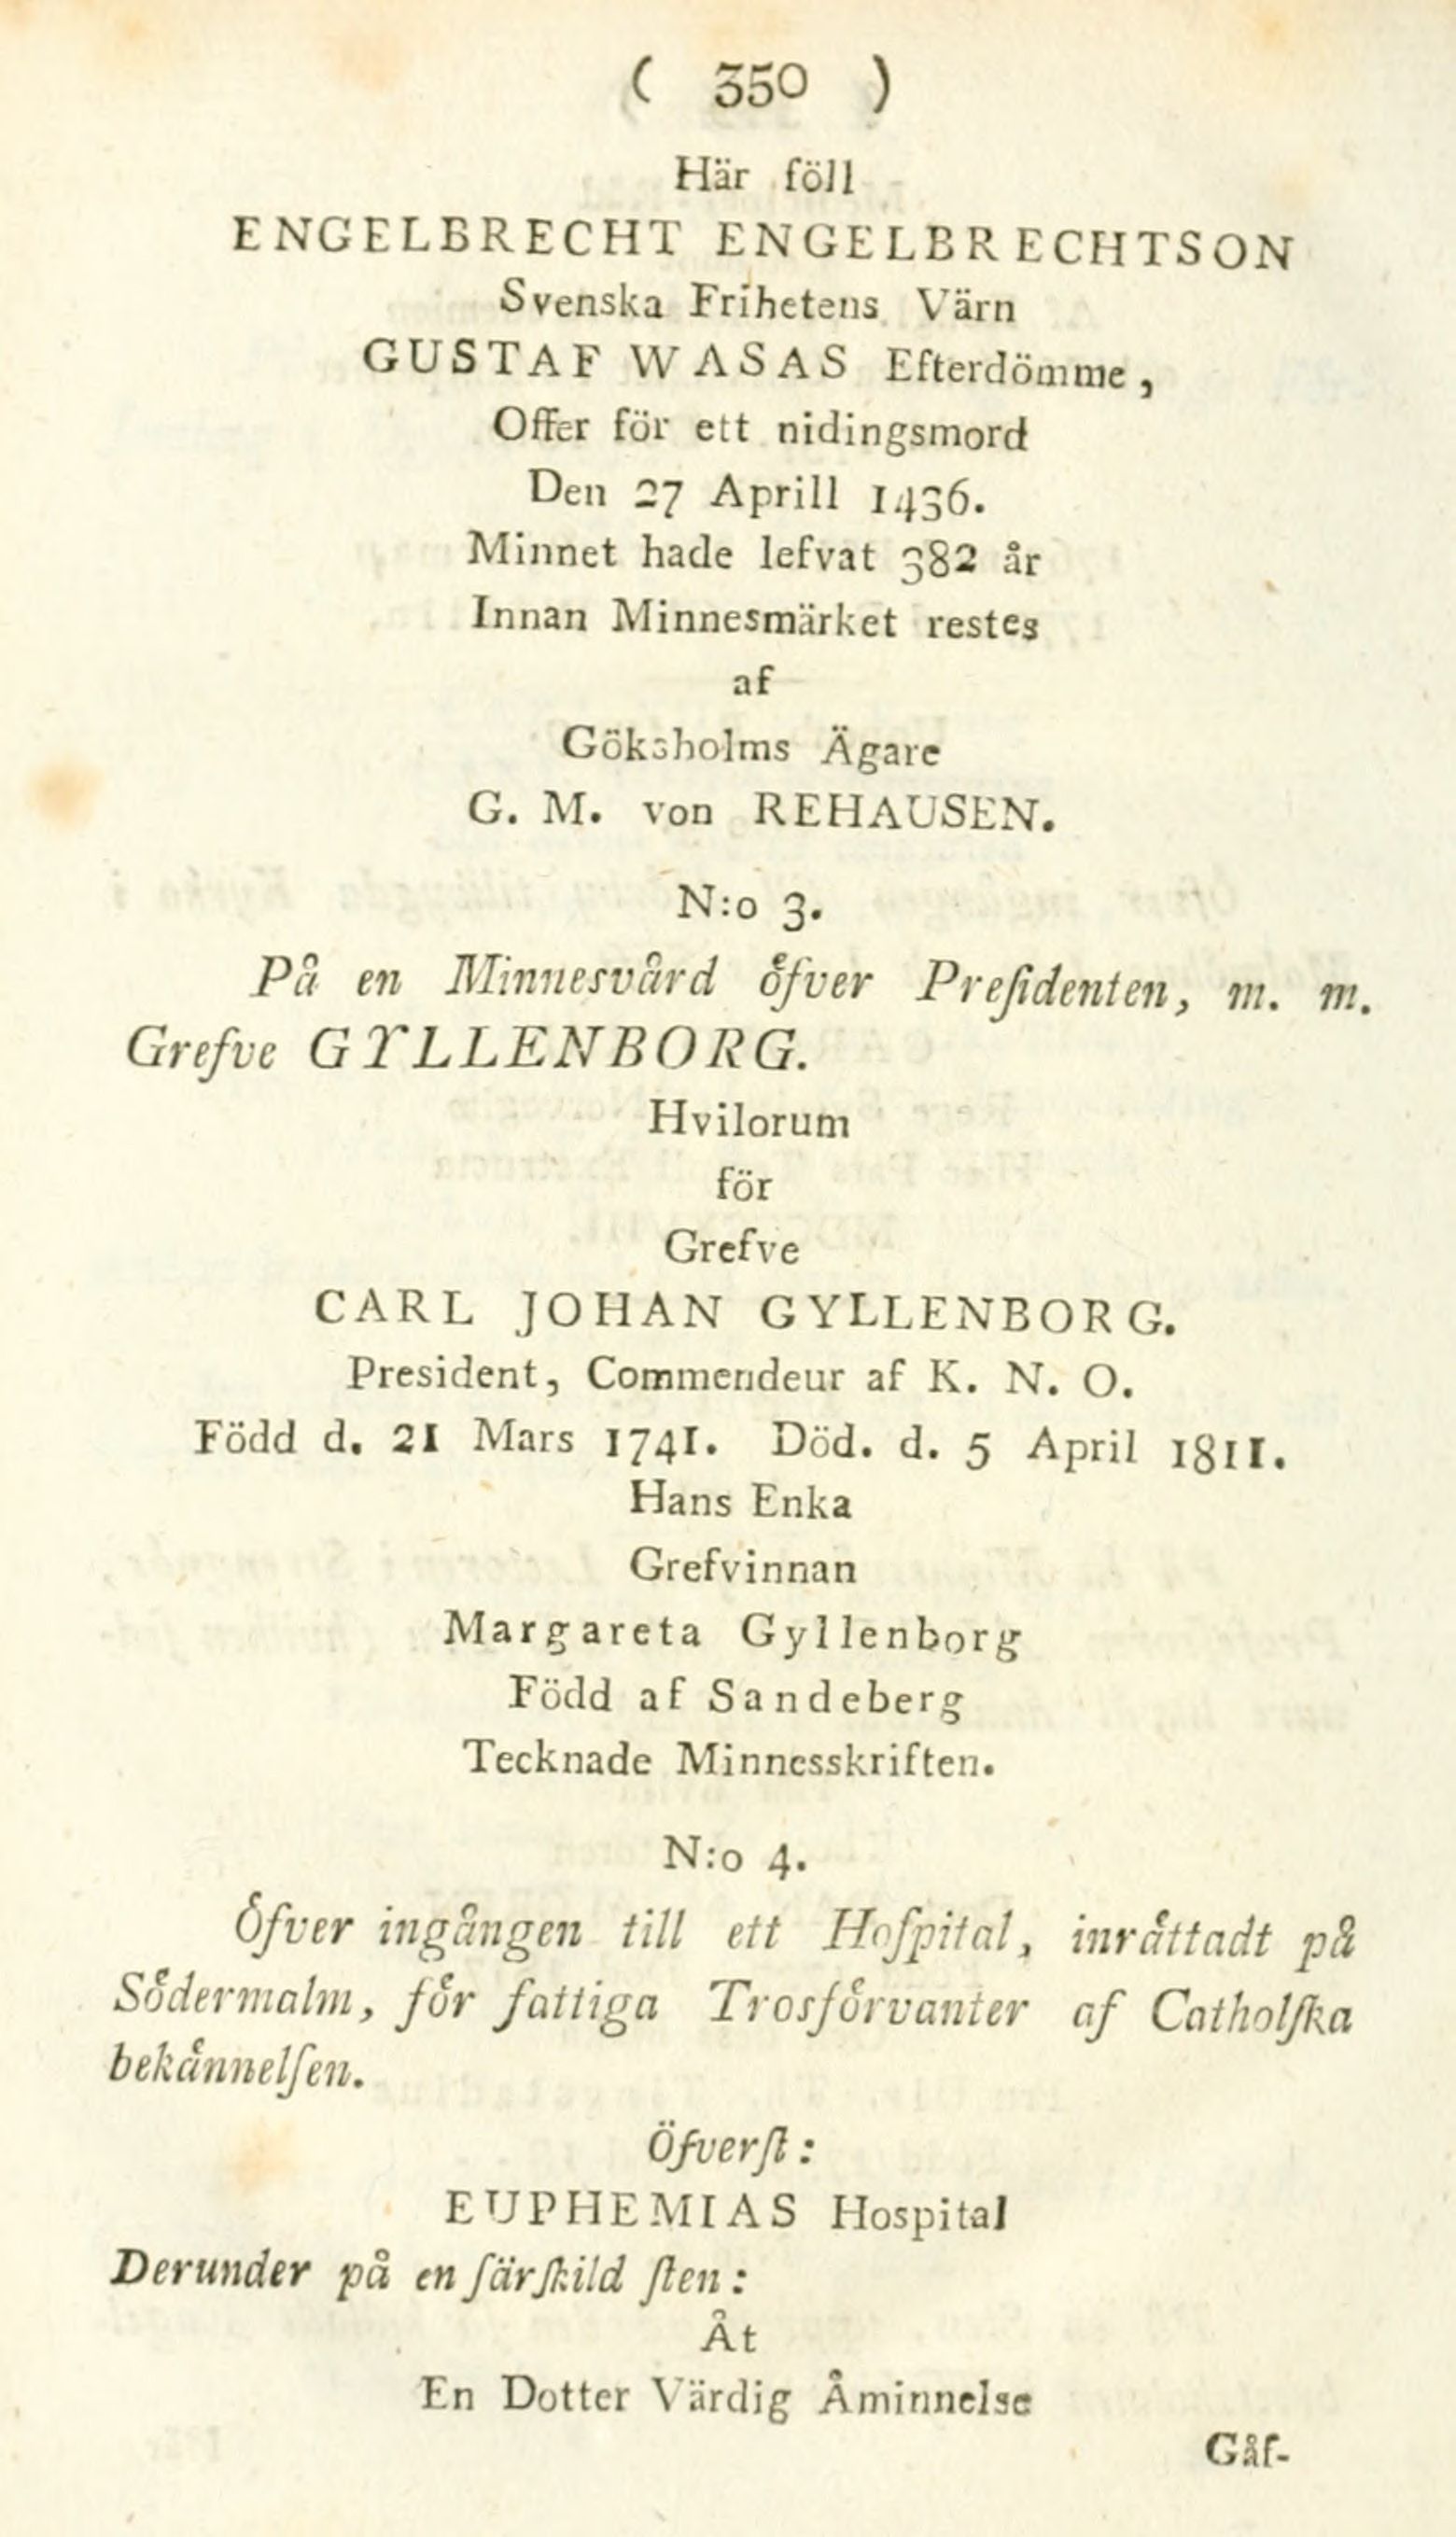 ( 350 )
Här föll
ENGELBRECHT ENGELBRECHTSON
Svenska Frihetens Värn
GUSTAF WASAS Efterdömme,
Offer för ett nidingsmord
Den 27 Aprill 1436.
Minnet hade lefvat 382 år
Innan Minnesmärket restes
af
Göksholms Ägare
G. M. von REHAUSEN.
N:o 3.
På en Minnesvård öfver Preſidenten, m. m.
Grefve GYLLENBORG.
Hvilorum
för
Grefve
CARL JOHAN GYLLENBORG.
President, Commendeur af K. N. O.
Född d. 21 Mars 1741. Död. d. 5 April 1811.
Hans Enka
Grefvinnan
Margareta Gyllenborg
Född af Sandeberg
Tecknade Minnesskriften.
N:o 4.
Öfver ingången till ett Hoſpital, inrättadt på
Södermalm, för fattiga Trosförvanter af Catholſka
bekännelſen.
Öfverſt:
EUPHEMIAS Hospital
Derunder på en ſärſkild ſten:
Åt
En Dotter Värdig Åminnelse
Gåf-